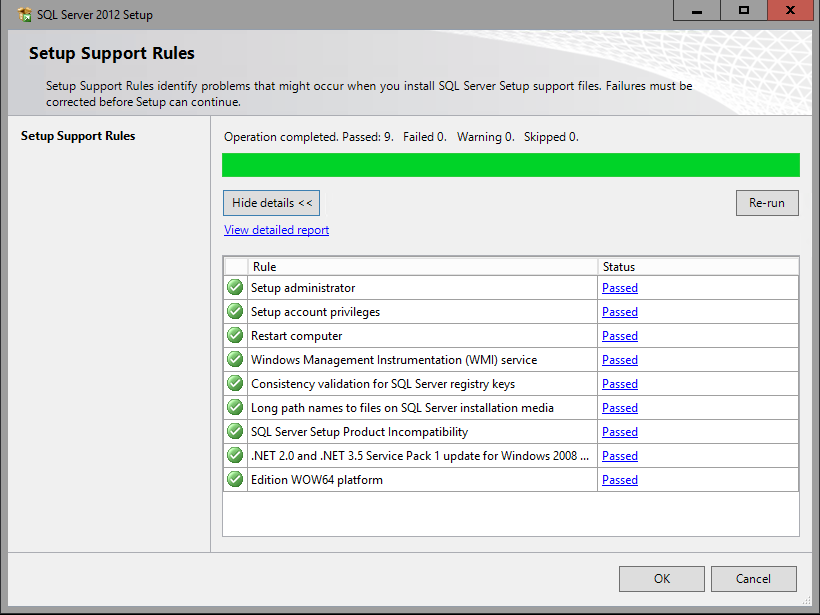 SQL Server 2012 Setup
Setup Support Rules
Setup Support Rules identify problems that might occur when you install SQL Server Setup support files. Failures must be
corrected before Setup can continue.
Setup Support Rules
Operation completed. Passed: 9. Failed 0. Warning 0. Skipped 0.
Hide details <<
Re-run
View detailed report
Rule Status
Setup administrator Passed
Setup account privileges Passed
Restart computer Passed
Windows Management Instrumentation (WMI) service Passed
Consistency validation for SQL Server registry keys Passed
Long path names to files on SQL Server installation media Passed
SQL Server Setup Product Incompatibility Passed
.NET 2.0 and .NET 3.5 Service Pack 1 update for Windows 2008 ... Passed
Edition WOW64 platform Passed
OK Cancel